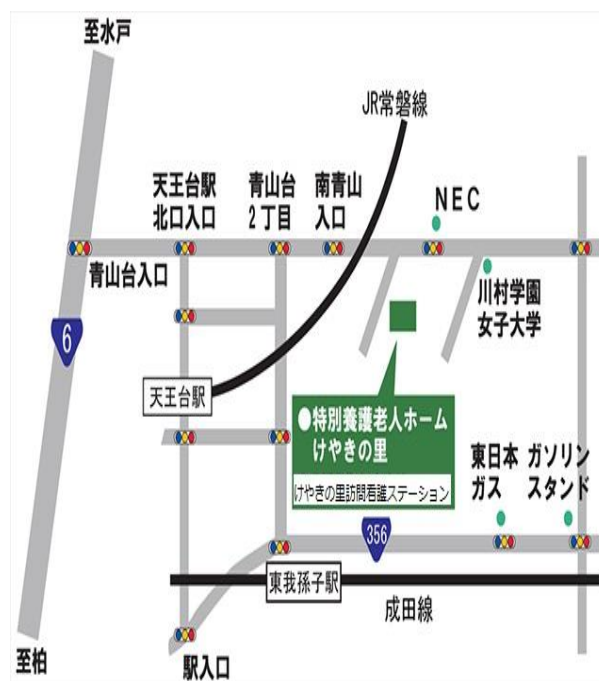 至水戸
JR常磐線
天王台駅
北口入口
青山台
2丁目
南青山
入口
NEC
青山台入口
川村学園
女子大学
6
天王台駅
●特別養護老人ホーム
けやきの里
けやきの里訪問看護ステーション
東日本
ガス
ガソリン
スタンド
356
東我孫子駅
成田線
至柏
駅入口